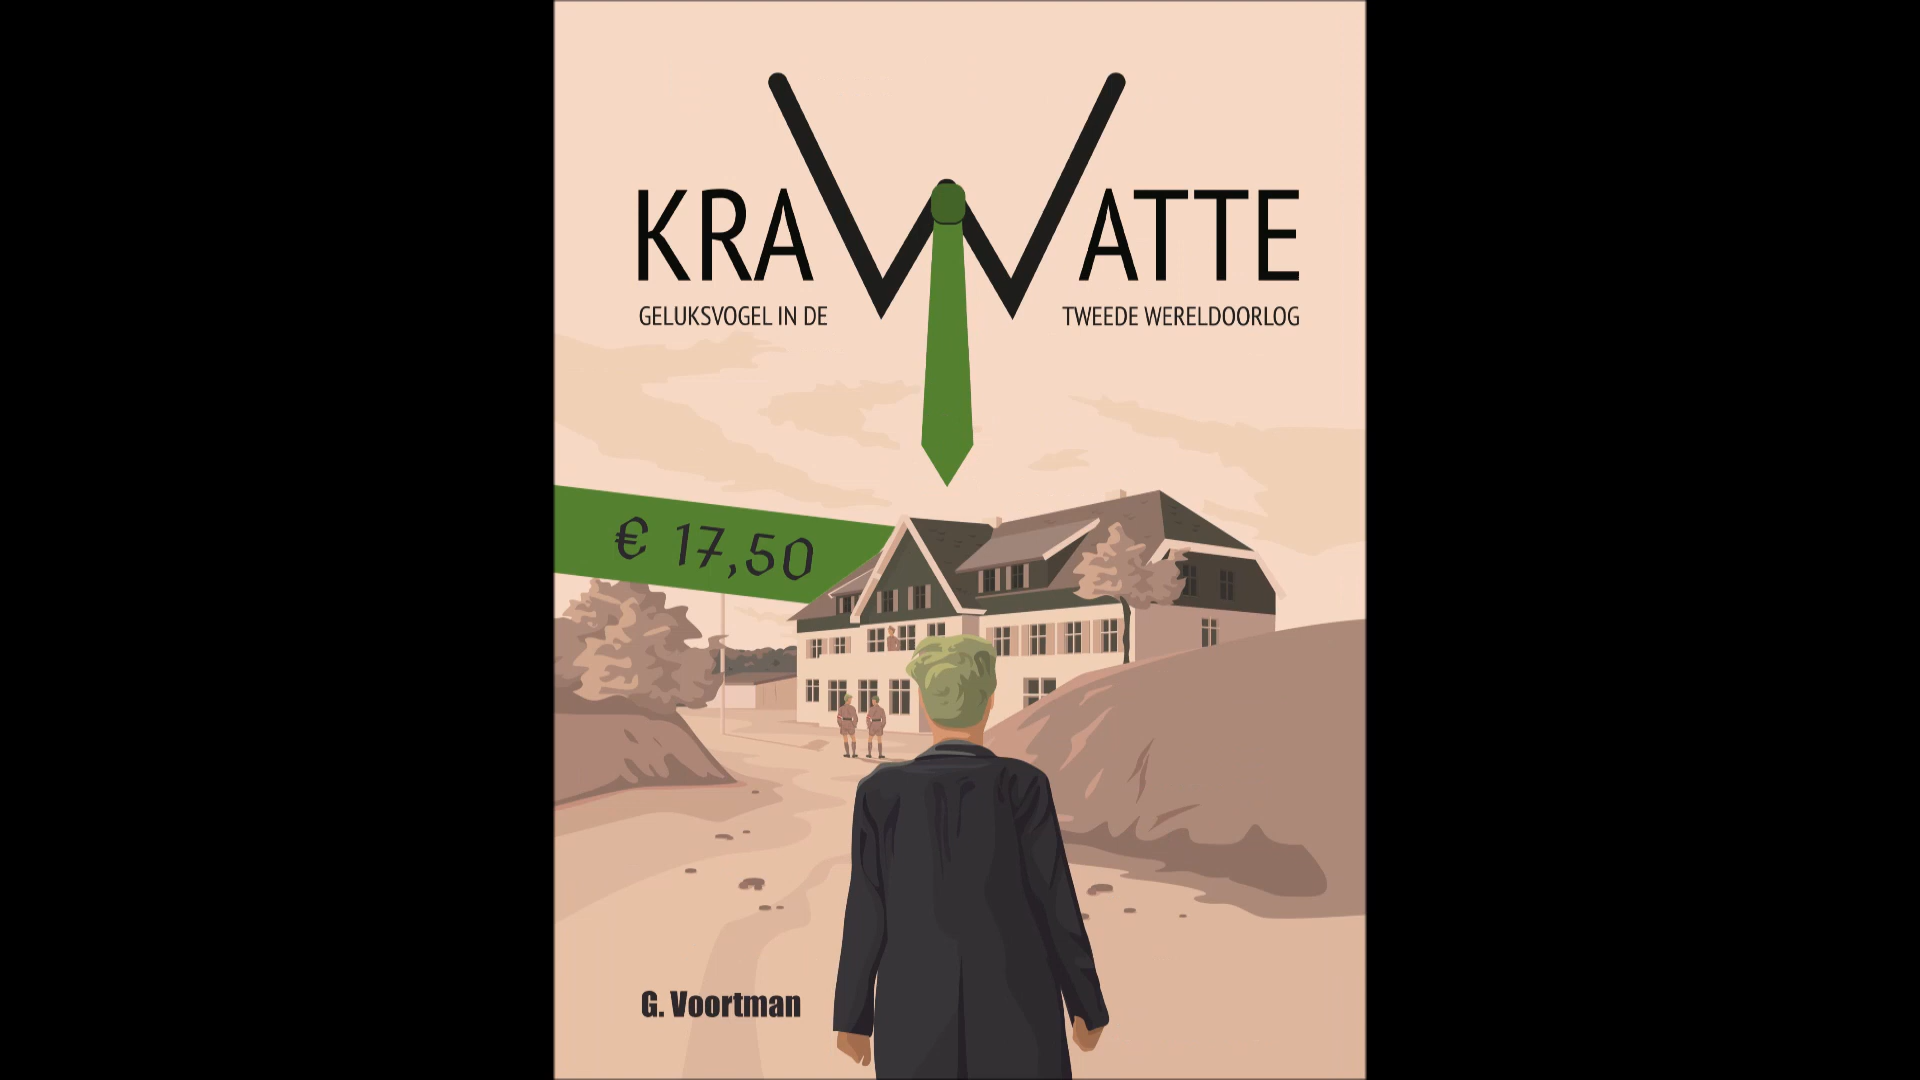 KRAWATTE
GELUKSVOGEL IN DE TWEEDE WERELDOORLOG
€ 17,50
G. Voortman